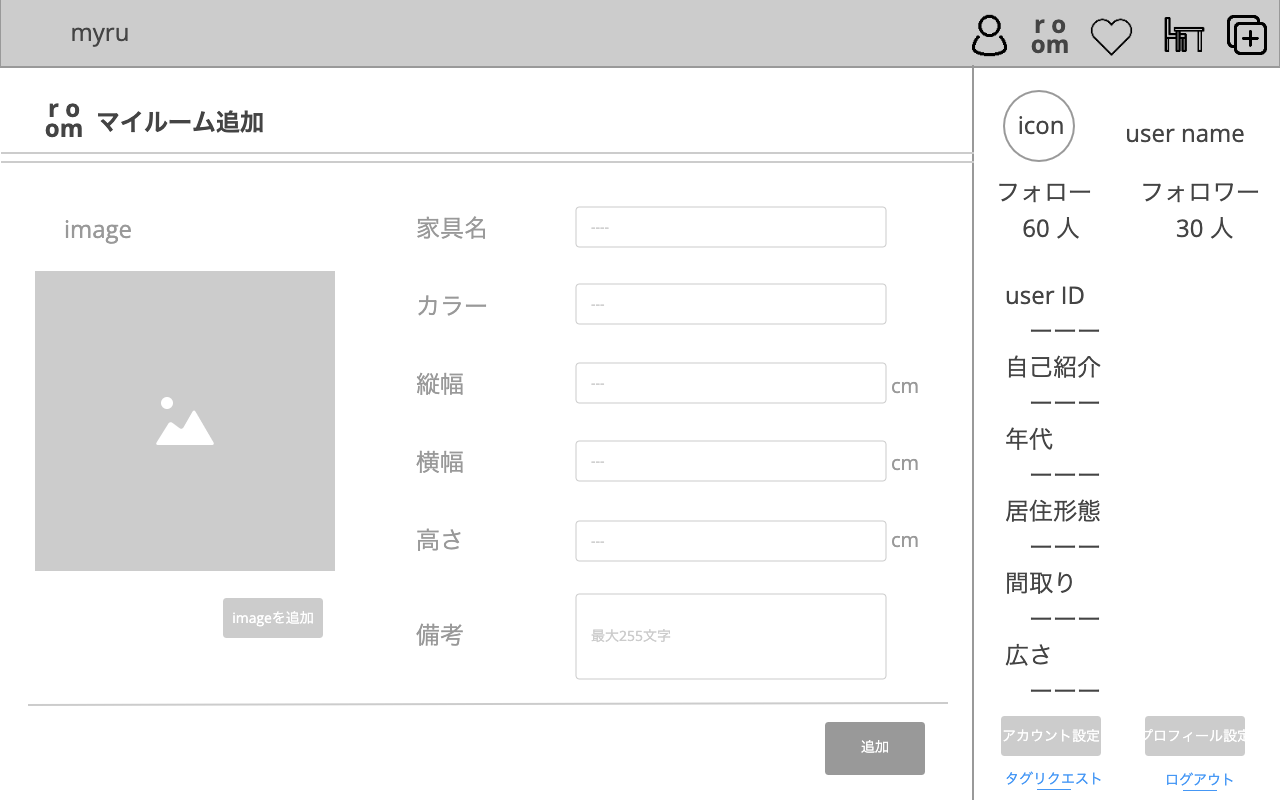 myru
r o
om
r o
om
マイルーム追加
image
imageを追加
家具名
----
カラー
---
縦幅
---
cm
横幅
---
cm
高さ
---
cm
備考
最大255文字
追加
icon
user name
フォロー
60 人
フォロワー
30 人
user ID
ーーー
自己紹介
ーーー
年代
ーーー
居住形態
ーーー
間取り
ーーー
広さ
ーーー
アカウント設定
プロフィール設定
タグリクエスト
ログアウト